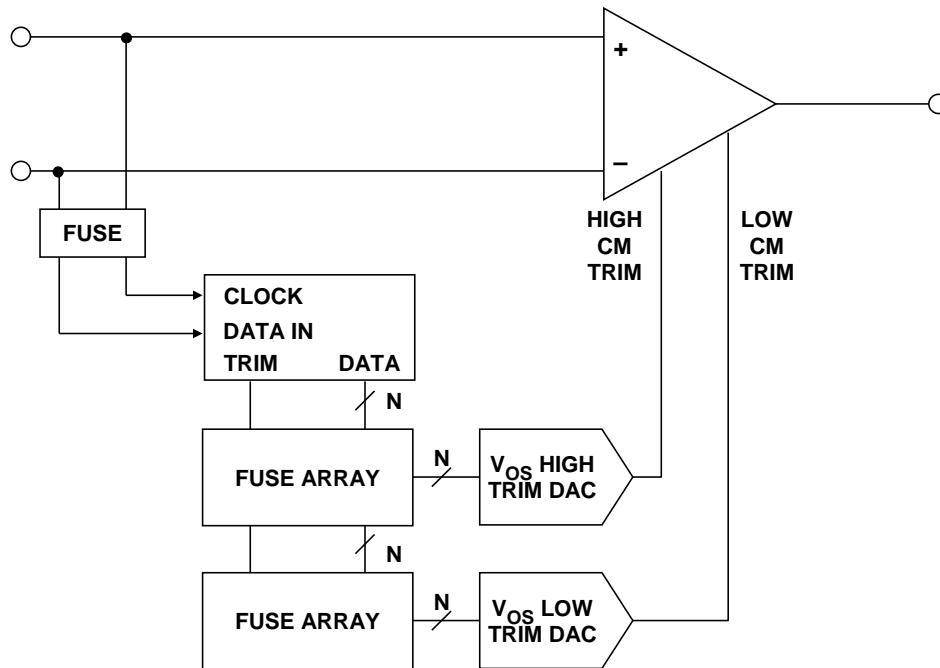 +
–
HIGH
CM
TRIM
LOW
CM
TRIM
FUSE
CLOCK
DATA IN
TRIM DATA
N
FUSE ARRAY
N
VOS HIGH
TRIM DAC
N
FUSE ARRAY
N
VOS LOW
TRIM DAC